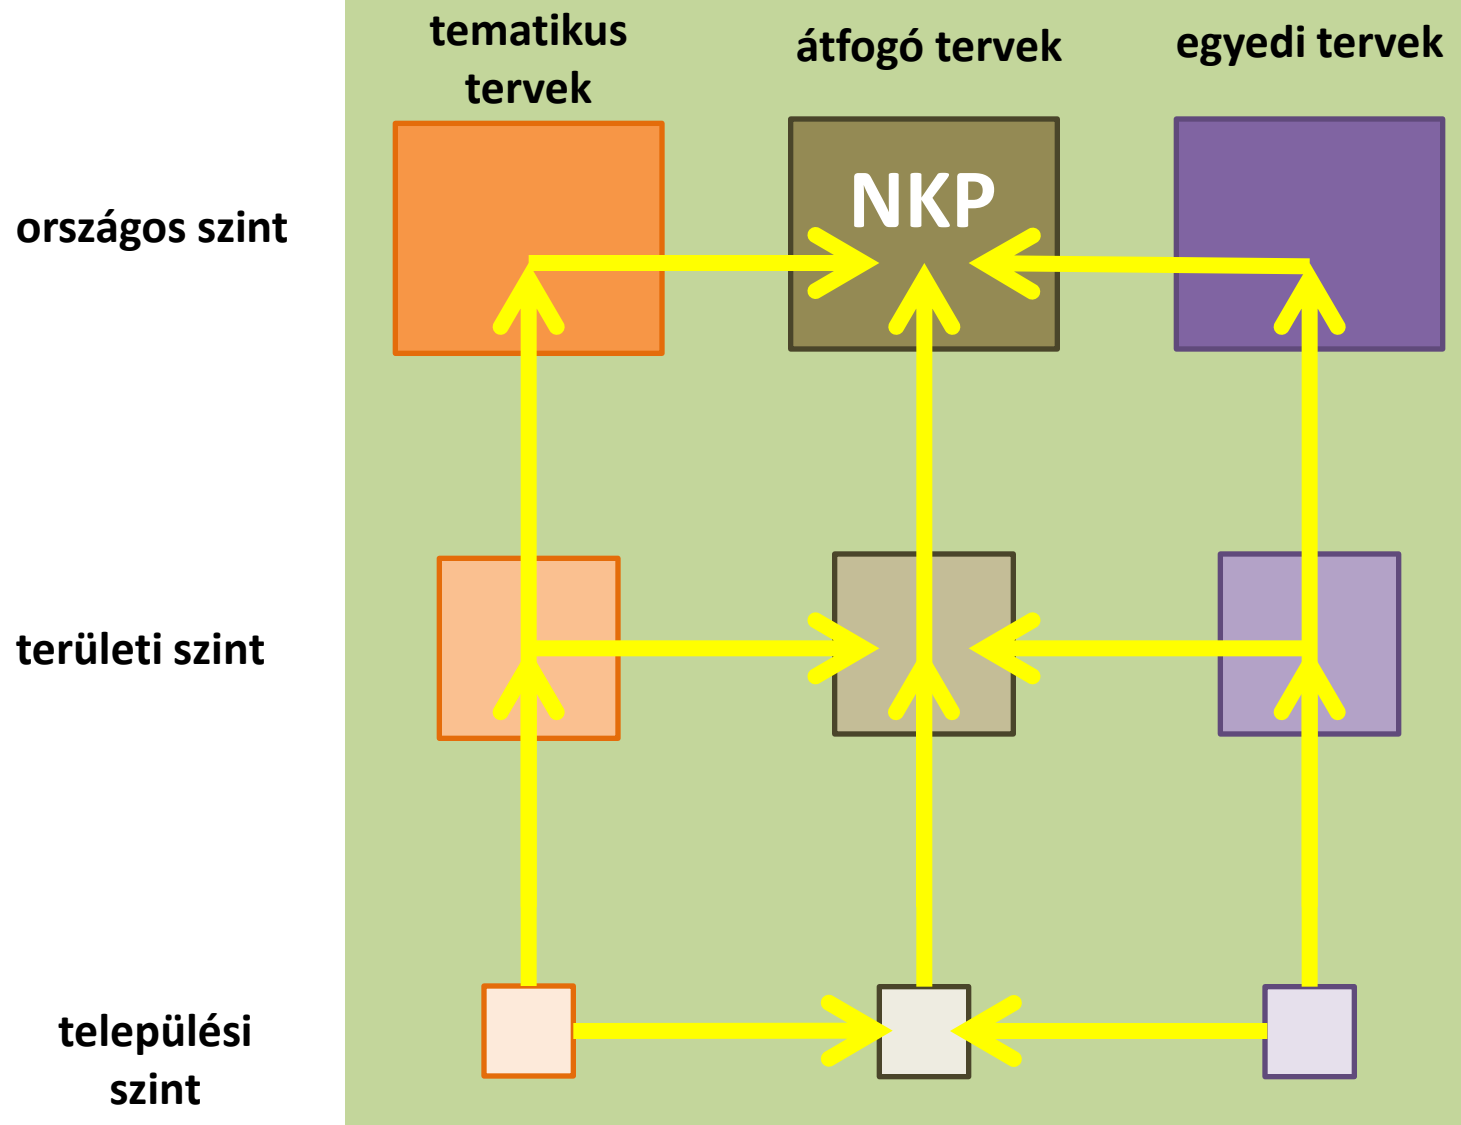 tematikus
tervek
átfogó tervek
egyedi tervek
NKP
országos szint
területi szint
települési
szint